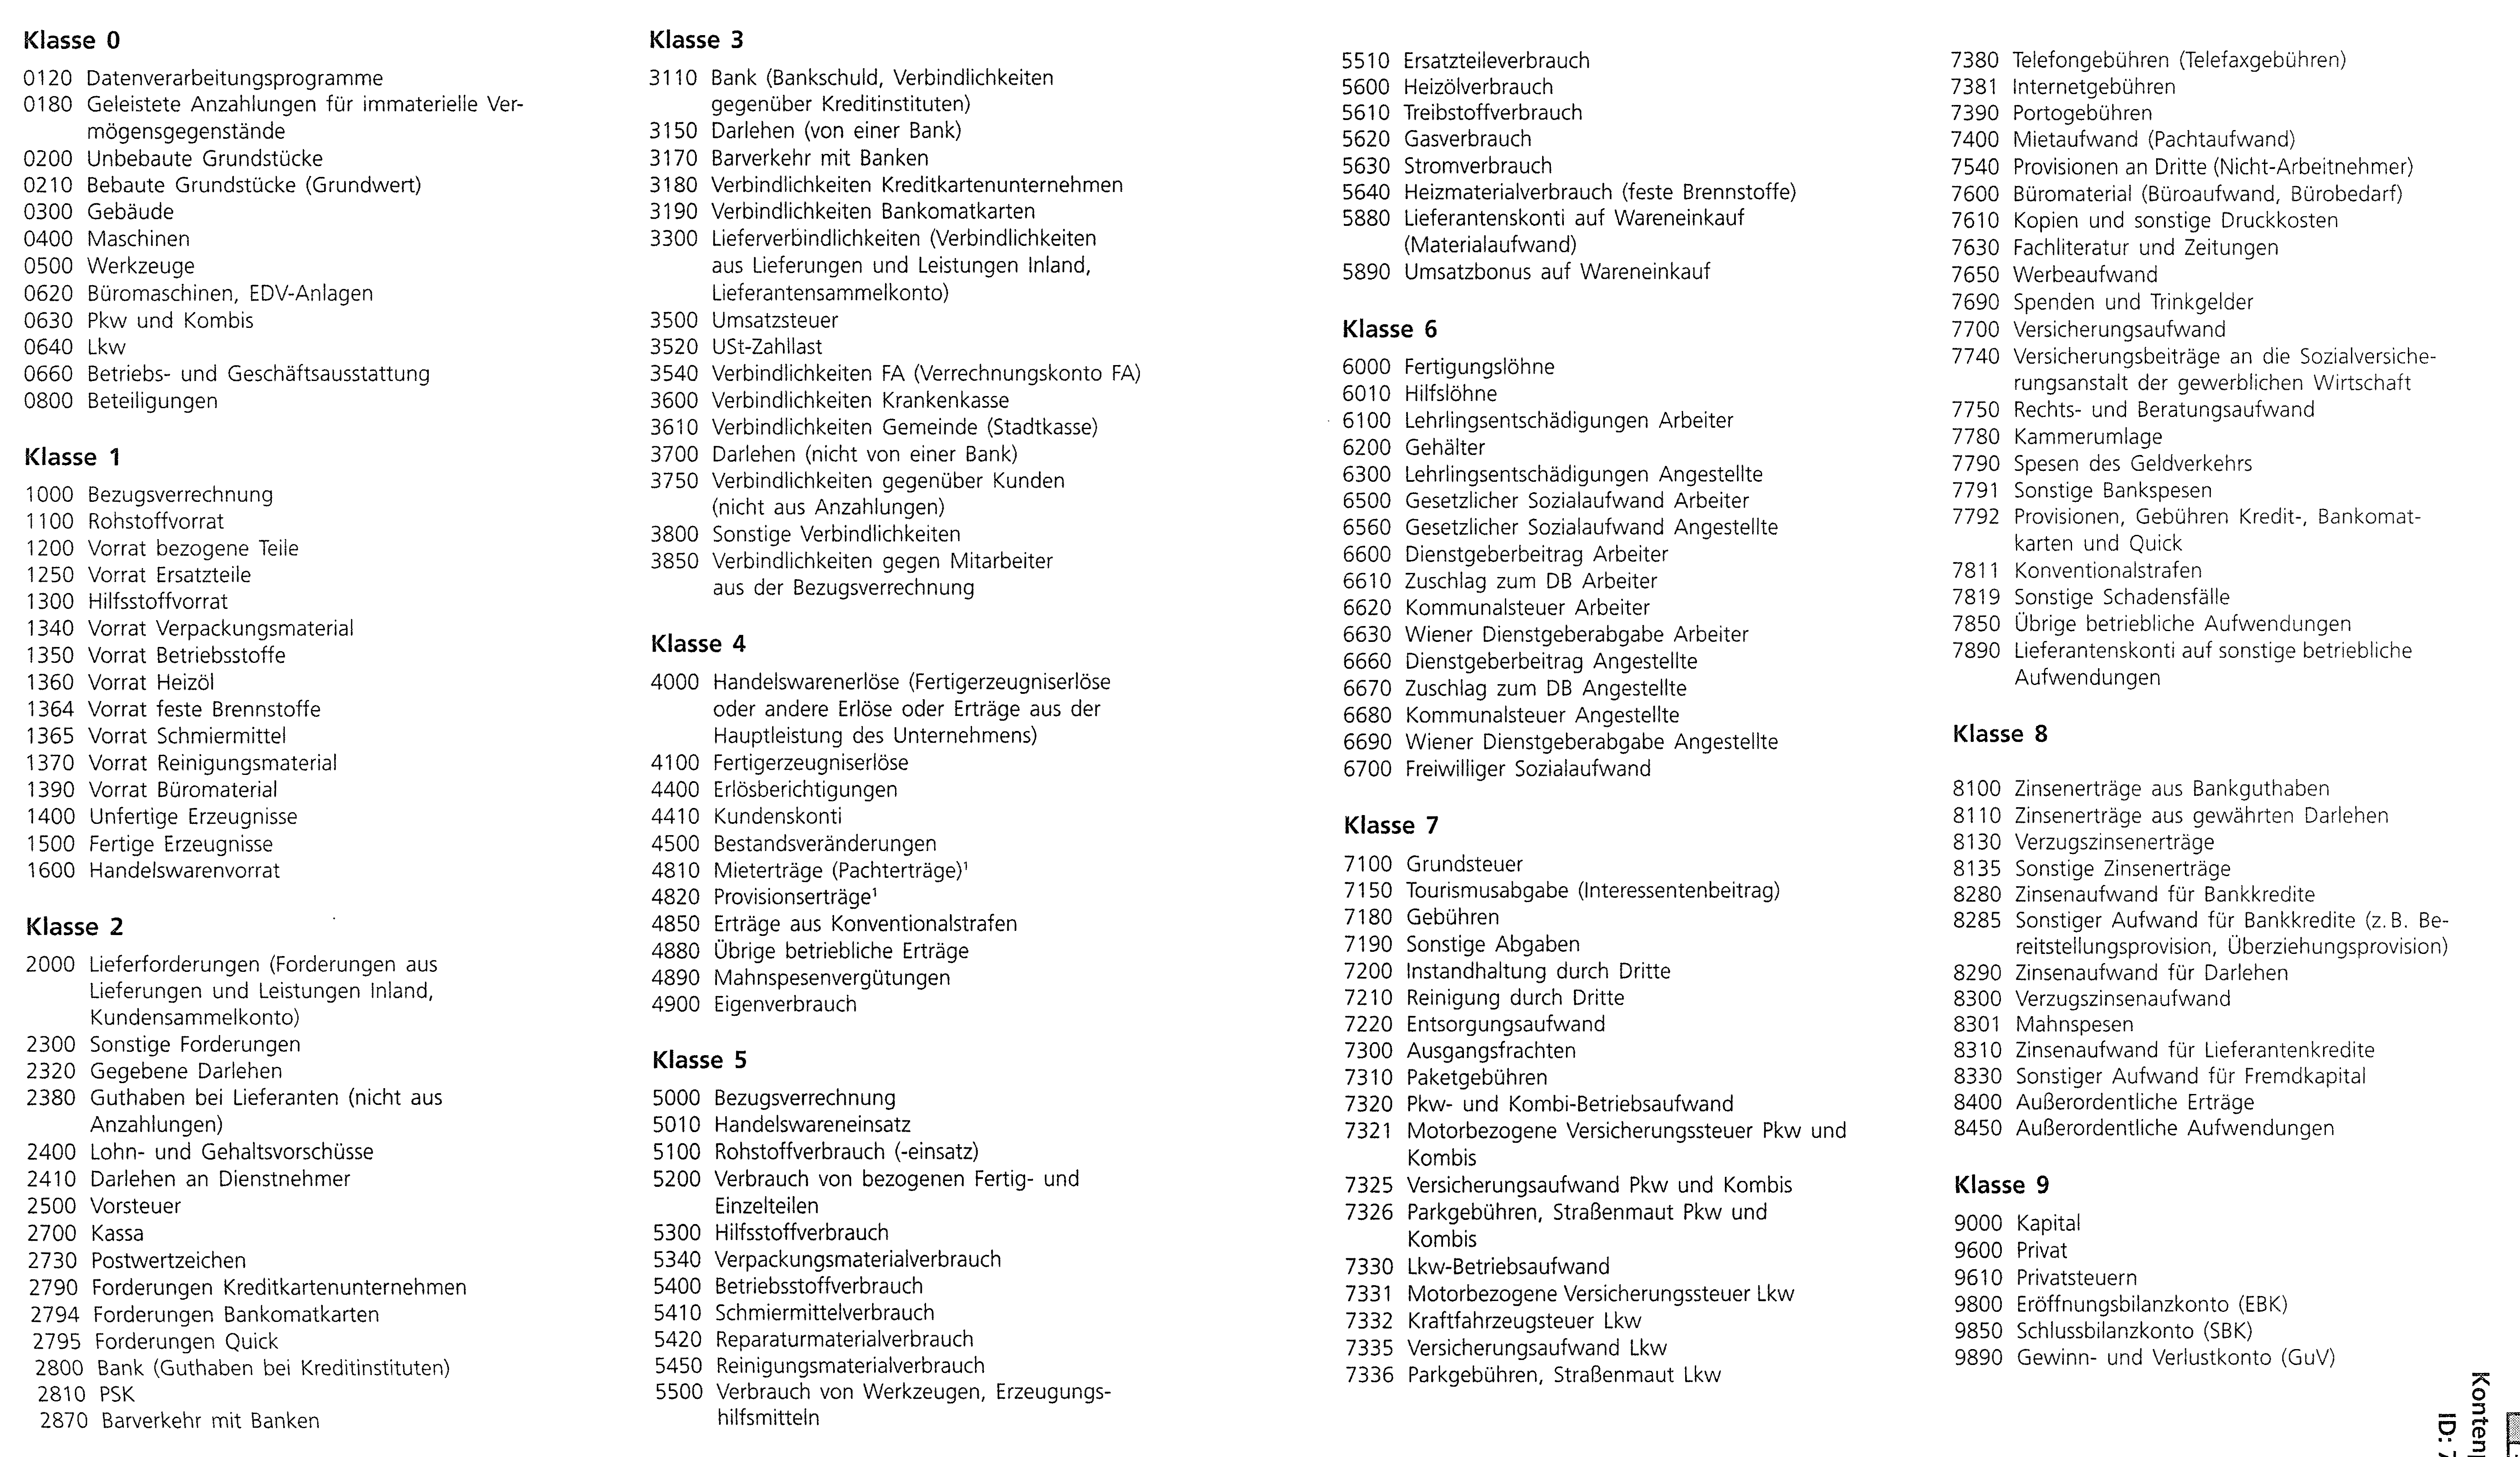 Klasse 0
0120 Datenverarbeitungsprogramme
0180 Geleistete Anzahlungen für immaterielle Ver-
mögensgegenstände
0200 Unbebaute Grundstücke
0210 Bebaute Grundstücke (Grundwert)
0300 Gebäude
0400 Maschinen
0500 Werkzeuge
0620 Büromaschinen, EDV-Anlagen
0630 Pkw und Kombis
0640 Lkw
0660 Betriebs- und Geschäftsausstattung
0800 Beteiligungen
Klasse 1
1000 Bezugsverrechnung
1100 Rohstoffvorrat
1200 Vorrat bezogene Teile
1250 Vorrat Ersatzteile
1300 Hilfsstoffvorrat
1340 Vorrat Verpackungsmaterial
1350 Vorrat Betriebsstoffe
1360 Vorrat Heizöl
1364 Vorrat feste Brennstoffe
1365 Vorrat Schmiermittel
1370 Vorrat Reinigungsmaterial
1390 Vorrat Büromaterial
1400 Unfertige Erzeugnisse
1500 Fertige Erzeugnisse
1600 Handelswarenvorrat
Klasse 2
2000 Lieferforderungen (Forderungen aus
Lieferungen und Leistungen Inland,
Kundensammelkonto)
2300 Sonstige Forderungen
2320 Gegebene Darlehen
2380 Guthaben bei Lieferanten (nicht aus
Anzahlungen)
2400 Lohn- und Gehaltsvorschüsse
2410 Darlehen an Dienstnehmer
2500 Vorsteuer
2700 Kassa
2730 Postwertzeichen
2790 Forderungen Kreditkartenunternehmen
2794 Forderungen Bankomatkarten
2795 Forderungen Quick
2800 Bank (Guthaben bei Kreditinstituten)
2810 PSK
2870 Barverkehr mit Banken
Klasse 3
3110 Bank (Bankschuld, Verbindlichkeiten
gegenüber Kreditinstituten)
3150 Darlehen (von einer Bank)
3170 Barverkehr mit Banken
3180 Verbindlichkeiten Kreditkartenunternehmen
3190 Verbindlichkeiten Bankomatkarten
3300 Lieferverbindlichkeiten (Verbindlichkeiten
aus Lieferungen und Leistungen Inland,
Lieferantensammelkonto)
3500 Umsatzsteuer
3520 USt-Zahllast
3540 Verbindlichkeiten FA (Verrechnungskonto FA)
3600 Verbindlichkeiten Krankenkasse
3610 Verbindlichkeiten Gemeinde (Stadtkasse)
3700 Darlehen (nicht von einer Bank)
3750 Verbindlichkeiten gegenüber Kunden
(nicht aus Anzahlungen)
3800 Sonstige Verbindlichkeiten
3850 Verbindlichkeiten gegen Mitarbeiter
aus der Bezugsverrechnung
Klasse 4
4000 Handelswarenerlöse (Fertigerzeugniserlöse
oder andere Erlöse oder Erträge aus der
Hauptleistung des Unternehmens)
4100 Fertigerzeugniserlöse
4400 Erlösberichtigungen
4410 Kundenskonti
4500 Bestandsveränderungen
4810 Mieterträge (Pachterträge)¹
4820 Provisionserträge¹
4850 Erträge aus Konventionalstrafen
4880 Übrige betriebliche Erträge
4890 Mahnspesenvergütungen
4900 Eigenverbrauch
Klasse 5
5000 Bezugsverrechnung
5010 Handelswareneinsatz
5100 Rohstoffverbrauch (-einsatz)
5200 Verbrauch von bezogenen Fertig- und
Einzelteilen
5300 Hilfsstoffverbrauch
5340 Verpackungsmaterialverbrauch
5400 Betriebsstoffverbrauch
5410 Schmiermittelverbrauch
5420 Reparaturmaterialverbrauch
5450 Reinigungsmaterialverbrauch
5500 Verbrauch von Werkzeugen, Erzeugungs-
hilfsmitteln
5510 Ersatzteileverbrauch
5600 Heizölverbrauch
5610 Treibstoffverbrauch
5620 Gasverbrauch
5630 Stromverbrauch
5640 Heizmaterialverbrauch (feste Brennstoffe)
5880 Lieferantenskonti auf Wareneinkauf
(Materialaufwand)
5890 Umsatzbonus auf Wareneinkauf
Klasse 6
6000 Fertigungslöhne
6010 Hilfslöhne
6100 Lehrlingsentschädigungen Arbeiter
6200 Gehälter
6300 Lehrlingsentschädigungen Angestellte
6500 Gesetzlicher Sozialaufwand Arbeiter
6560 Gesetzlicher Sozialaufwand Angestellte
6600 Dienstgeberbeitrag Arbeiter
6610 Zuschlag zum DB Arbeiter
6620 Kommunalsteuer Arbeiter
6630 Wiener Dienstgeberabgabe Arbeiter
6660 Dienstgeberbeitrag Angestellte
6670 Zuschlag zum DB Angestellte
6680 Kommunalsteuer Angestellte
6690 Wiener Dienstgeberabgabe Angestellte
6700 Freiwilliger Sozialaufwand
Klasse 7
7100 Grundsteuer
7150 Tourismusabgabe (Interessentenbeitrag)
7180 Gebühren
7190 Sonstige Abgaben
7200 Instandhaltung durch Dritte
7210 Reinigung durch Dritte
7220 Entsorgungsaufwand
7300 Ausgangsfrachten
7310 Paketgebühren
7320 Pkw- und Kombi-Betriebsaufwand
7321 Motorbezogene Versicherungssteuer Pkw und
Kombis
7325 Versicherungsaufwand Pkw und Kombis
7326 Parkgebühren, Straßenmaut Pkw und
Kombis
7330 Lkw-Betriebsaufwand
7331 Motorbezogene Versicherungssteuer Lkw
7332 Kraftfahrzeugsteuer Lkw
7335 Versicherungsaufwand Lkw
7336 Parkgebühren, Straßenmaut Lkw
7380 Telefongebühren (Telefaxgebühren)
7381 Internetgebühren
7390 Portogebühren
7400 Mietaufwand (Pachtaufwand)
7540 Provisionen an Dritte (Nicht-Arbeitnehmer)
7600 Büromaterial (Büroaufwand, Bürobedarf)
7610 Kopien und sonstige Druckkosten
7630 Fachliteratur und Zeitungen
7650 Werbeaufwand
7690 Spenden und Trinkgelder
7700 Versicherungsaufwand
7740 Versicherungsbeiträge an die Sozialversiche-
rungsanstalt der gewerblichen Wirtschaft
7750 Rechts- und Beratungsaufwand
7780 Kammerumlage
7790 Spesen des Geldverkehrs
7791 Sonstige Bankspesen
7792 Provisionen, Gebühren Kredit-, Bankomat-
karten und Quick
7811 Konventionalstrafen
7819 Sonstige Schadensfälle
7850 Übrige betriebliche Aufwendungen
7890 Lieferantenskonti auf sonstige betriebliche
Aufwendungen
Klasse 8
8100 Zinsenerträge aus Bankguthaben
8110 Zinsenerträge aus gewährten Darlehen
8130 Verzugszinsenerträge
8135 Sonstige Zinsenerträge
8280 Zinsenaufwand für Bankkredite
8285 Sonstiger Aufwand für Bankkredite (z. B. Be-
reitstellungsprovision, Überziehungsprovision)
8290 Zinsenaufwand für Darlehen
8300 Verzugszinsenaufwand
8301 Mahnspesen
8310 Zinsenaufwand für Lieferantenkredite
8330 Sonstiger Aufwand für Fremdkapital
8400 Außerordentliche Erträge
8450 Außerordentliche Aufwendungen
Klasse 9
9000 Kapital
9600 Privat
9610 Privatsteuern
9800 Eröffnungsbilanzkonto (EBK)
9850 Schlussbilanzkonto (SBK)
9890 Gewinn- und Verlustkonto (GuV)
ID: